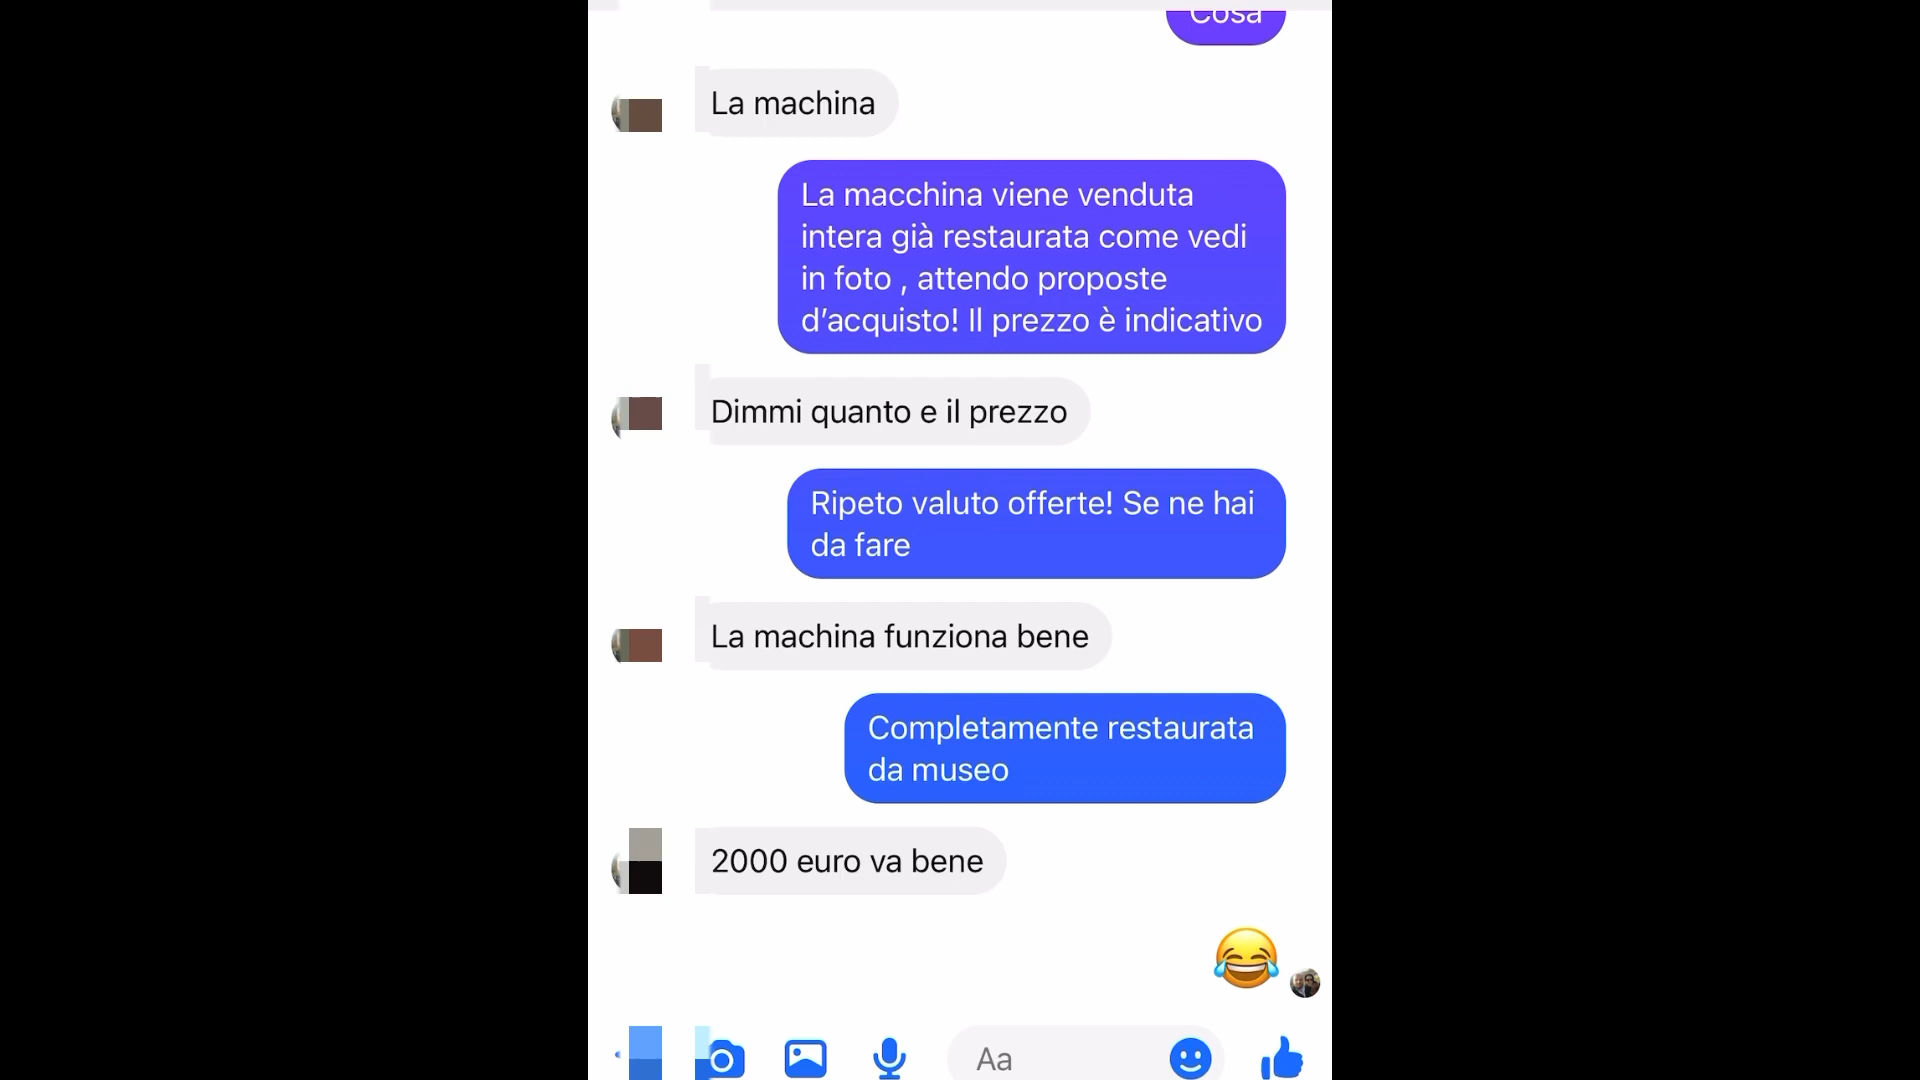 Cosa
La machina
La macchina viene venduta
intera già restaurata come vedi
in foto , attendo proposte
d’acquisto! Il prezzo è indicativo
Dimmi quanto e il prezzo
Ripeto valuto offerte! Se ne hai
da fare
La machina funziona bene
Completamente restaurata
da museo
2000 euro va bene
Aa